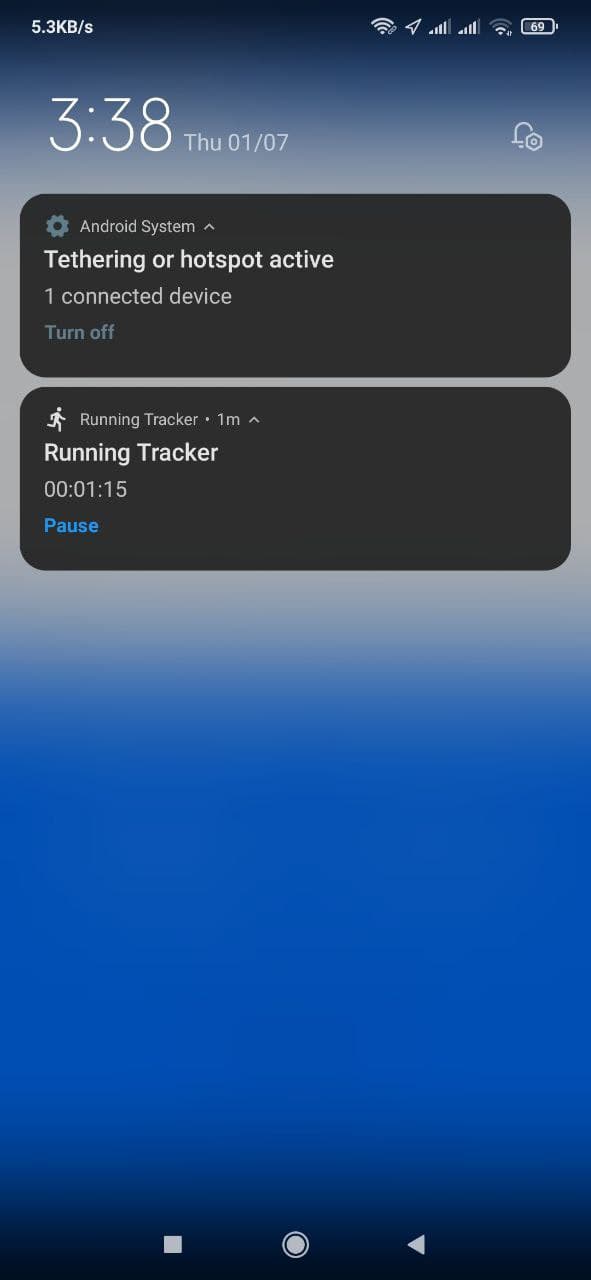 5.3KB/s
69
3:38 Thu 01/07
Android System
Tethering or hotspot active
1 connected device
Turn off
Running Tracker • 1m
Running Tracker
00:01:15
Pause